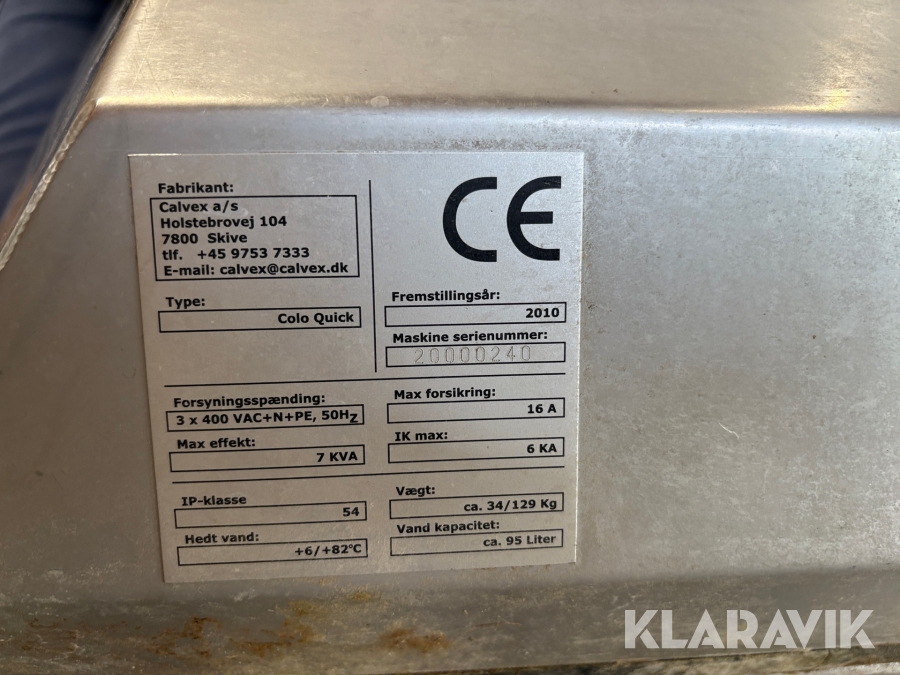 Fabrikant:
Calvex a/s
Holstebrovej 104
7800 Skive
tlf. +45 9753 7333
E-mail: calvex@calvex.dk
CE
Type:
Colo Quick
Fremstillingsår:
2010
Maskine serienummer:
20000240
Forsyningsspænding:
3 x 400 VAC+N+PE, 50Hz
Max forsikring:
16 A
Max effekt:
7 KVA
IK max:
6 KA
IP-klasse
54
Vægt:
ca. 34/129 Kg
Hedt vand:
+6/+82°C
Vand kapacitet:
ca. 95 Liter
KLARAVIK